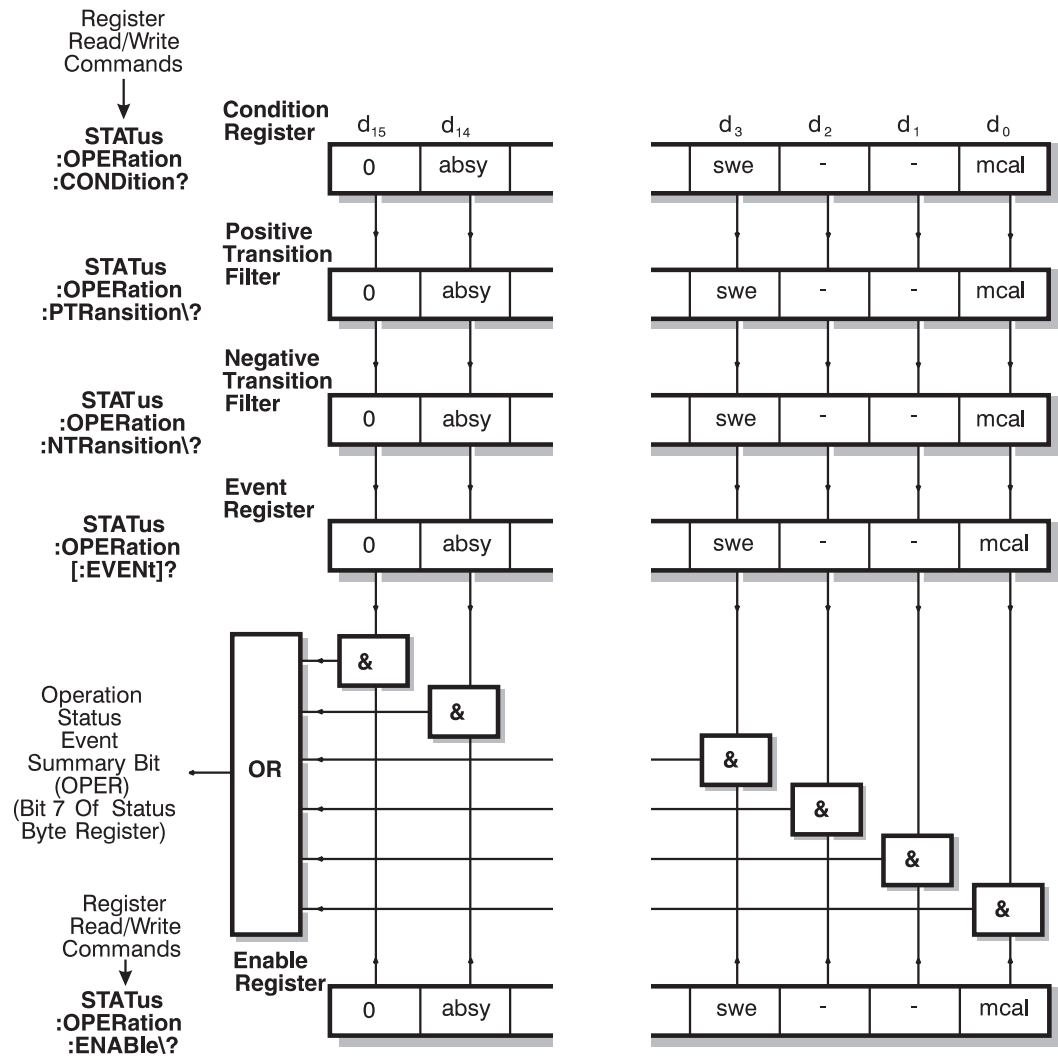 Register
Read/Write
Commands
STATus
:OPERation
:CONDition?
Condition
Register
d15 d14 d3 d2 d1 d0
0 absy swe - - mcal
STATus
:OPERation
:PTRansition\?
Positive
Transition
Filter
0 absy swe - - mcal
STATus
:OPERation
:NTRansition\?
Negative
Transition
Filter
0 absy swe - - mcal
STATus
:OPERation
[:EVENt]?
Event
Register
0 absy swe - - mcal
Operation
Status
Event
Summary Bit
(OPER)
(Bit 7 Of Status
Byte Register)
OR
&
&
&
&
&
&
Register
Read/Write
Commands
STATus
:OPERation
:ENABle\?
Enable
Register
0 absy swe - - mcal